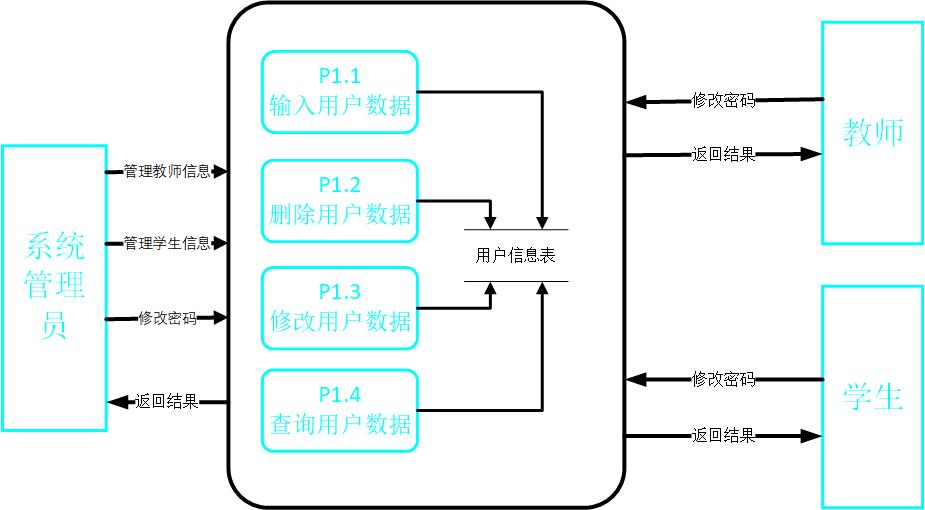 系统
管理
员
管理教师信息
管理学生信息
修改密码
返回结果
P1.1
输入用户数据
P1.2
删除用户数据
P1.3
修改用户数据
P1.4
查询用户数据
用户信息表
修改密码
返回结果
教师
修改密码
返回结果
学生